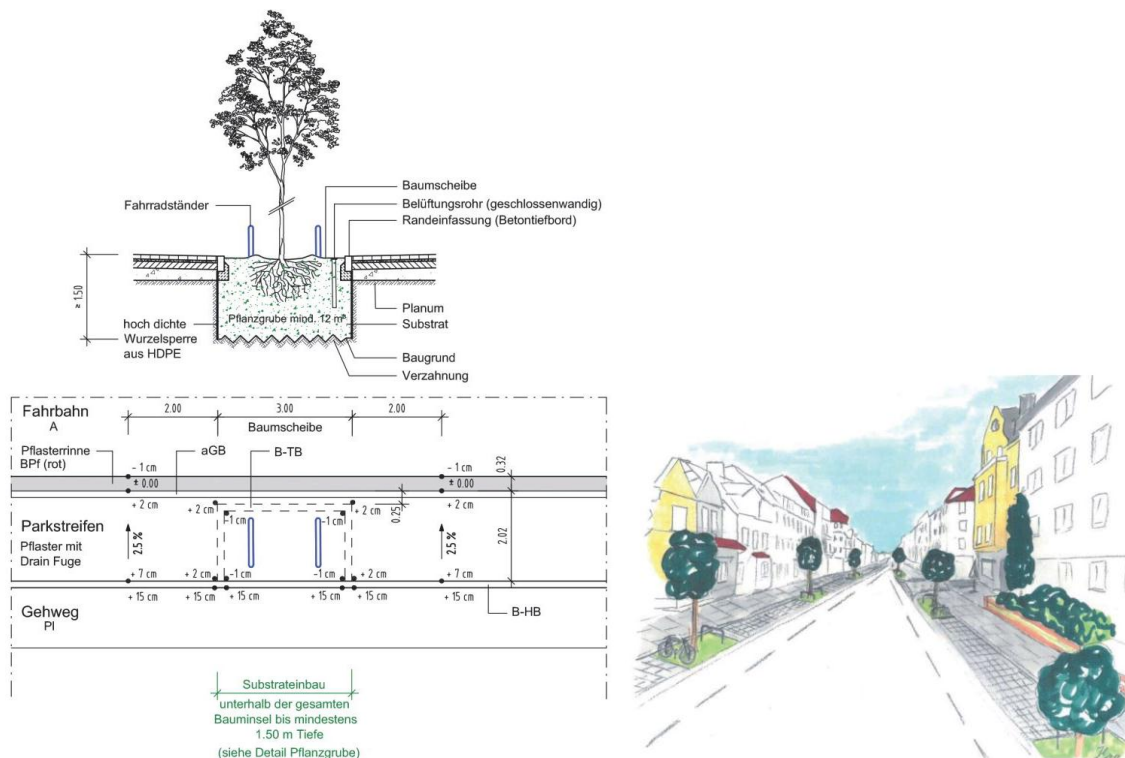 Fahrradständer
Baumscheibe
Belüftungsrohr (geschlossenwandig)
Randeinfassung (Betontiefbord)
≥ 1.50
Pflanzgrube mind. 12 m³
hoch dichte
Wurzelsperre
aus HDPE
Planum
Substrat
Baugrund
Verzahnung
Fahrbahn
A
2.00
3.00
2.00
Baumscheibe
Pflasterrinne
BPf (rot)
aGB
B-TB
- 1 cm
± 0.00
- 1 cm
± 0.00
0.32
+ 2 cm
+ 2 cm
-1 cm
-1 cm
+ 2 cm
+ 2 cm
0.25
2.02
Parkstreifen
Pflaster mit
Drain Fuge
2.5 %
2.5 %
+ 7 cm
+ 2 cm
-1 cm
-1 cm
+ 2 cm
+ 7 cm
+ 15 cm
+ 15 cm
+ 15 cm
+ 15 cm
+ 15 cm
+ 15 cm
B-HB
Gehweg
Pl
Substrateinbau
unterhalb der gesamten
Bauminsel bis mindestens
1.50 m Tiefe
(siehe Detail Pflanzgrube)